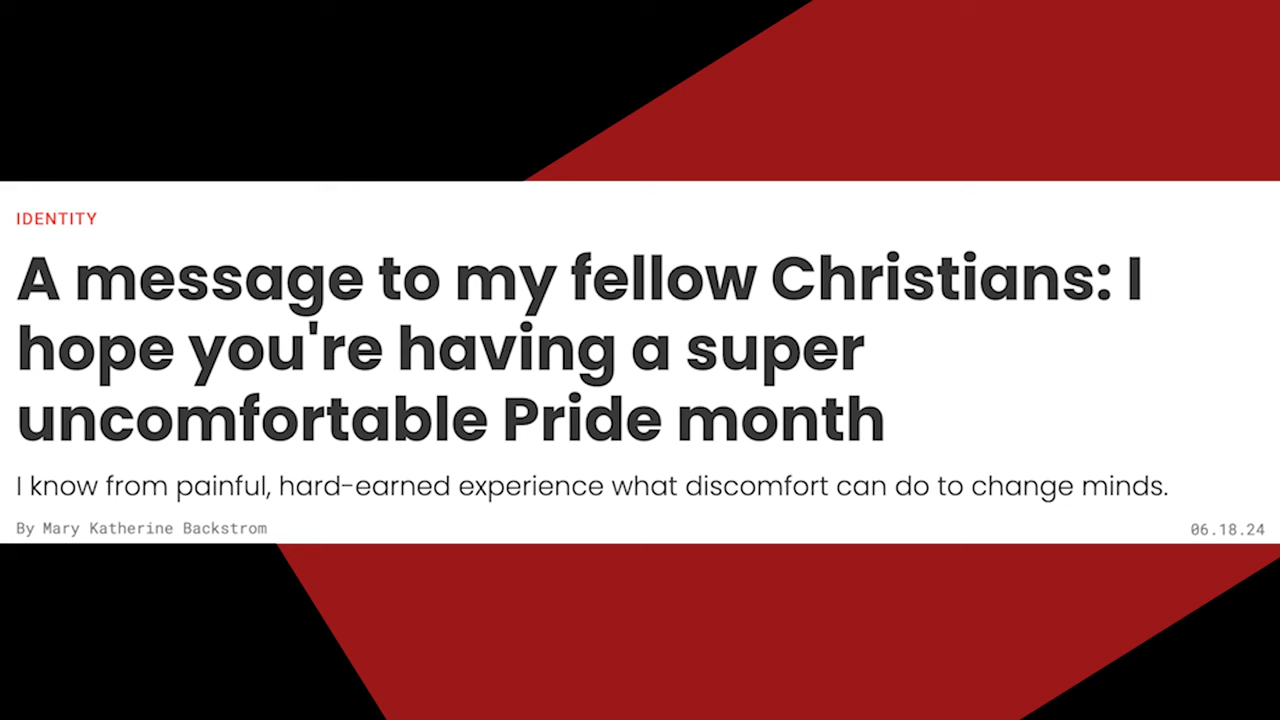 IDENTITY
A message to my fellow Christians: I
hope you're having a super
uncomfortable Pride month
I know from painful, hard-earned experience what discomfort can do to change minds.
By Mary Katherine Backstrom
06.18.24